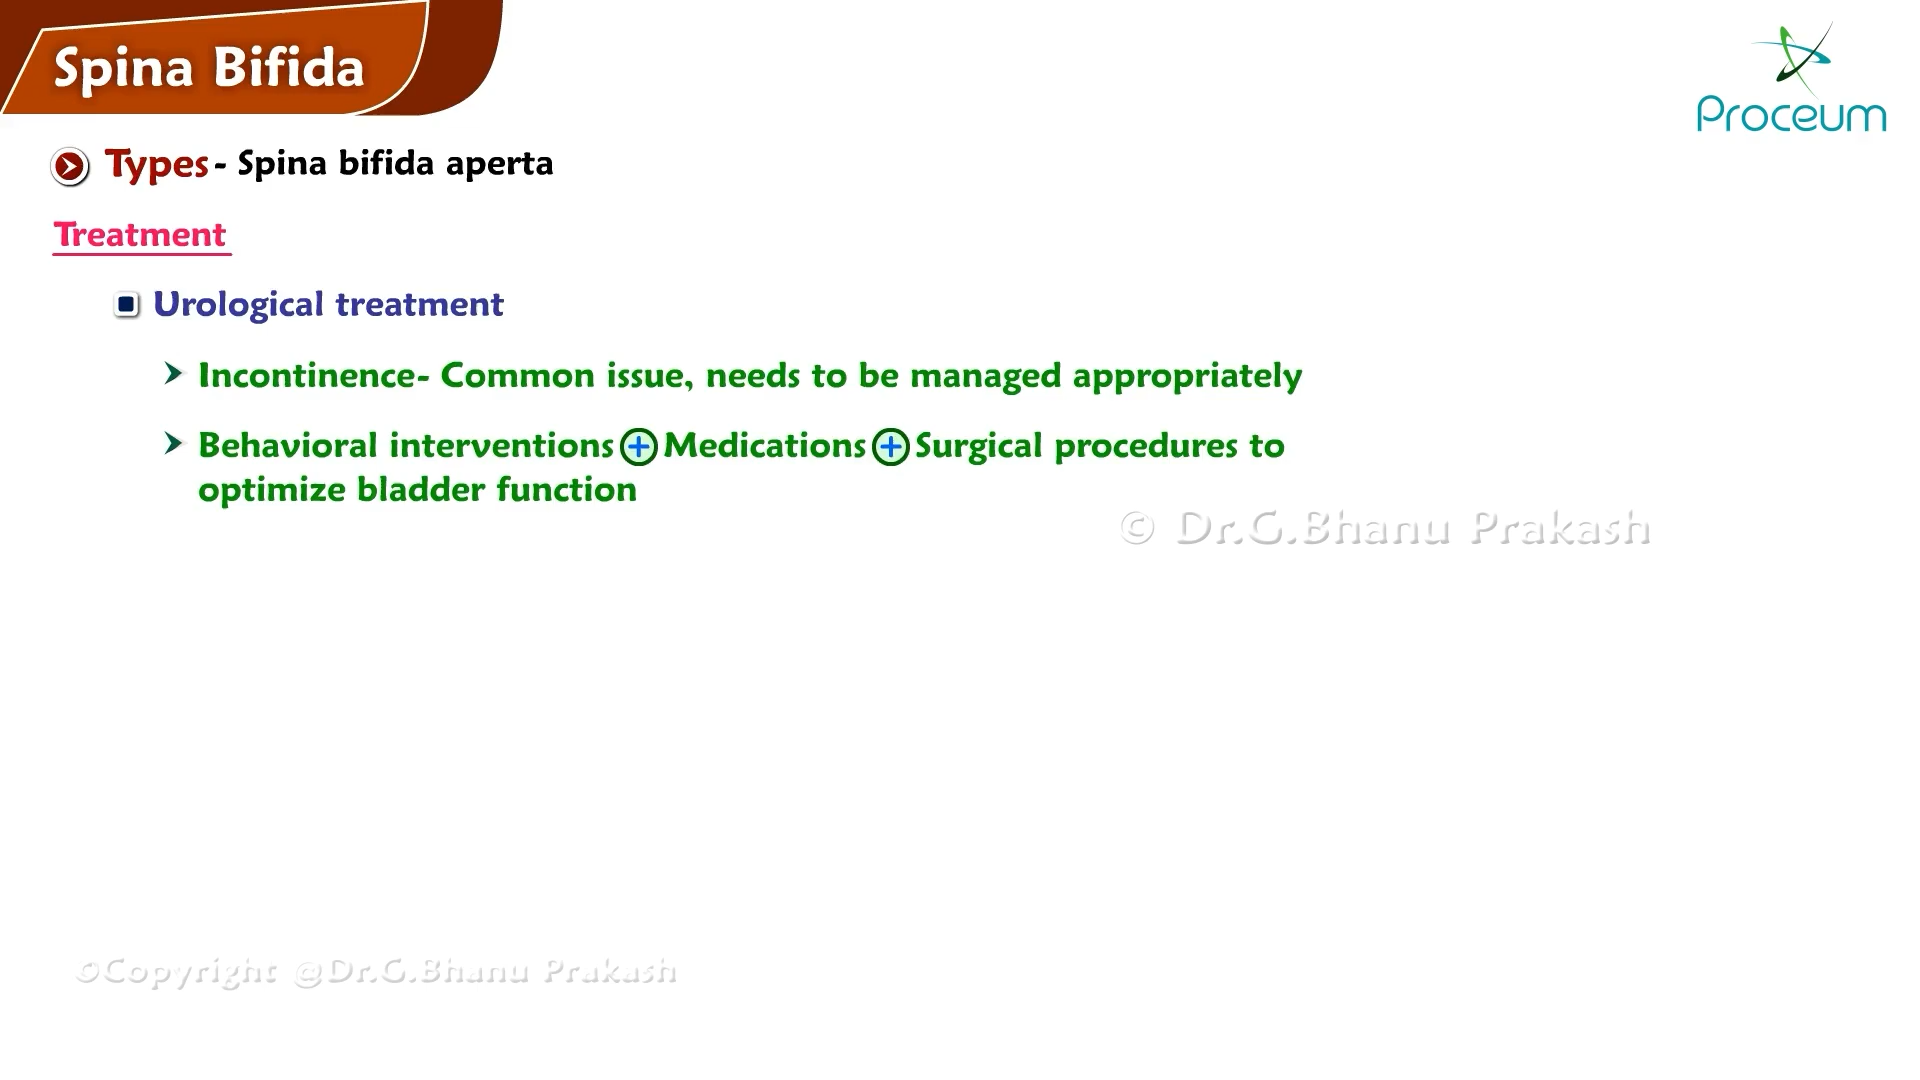 Spina Bifida
Proceum
Types - Spina bifida aperta
Treatment
Urological treatment
Incontinence- Common issue, needs to be managed appropriately
Behavioral interventions + Medications + Surgical procedures to
optimize bladder function
© Dr.G.Bhanu Prakash
©Copyright @Dr.G.Bhanu Prakash